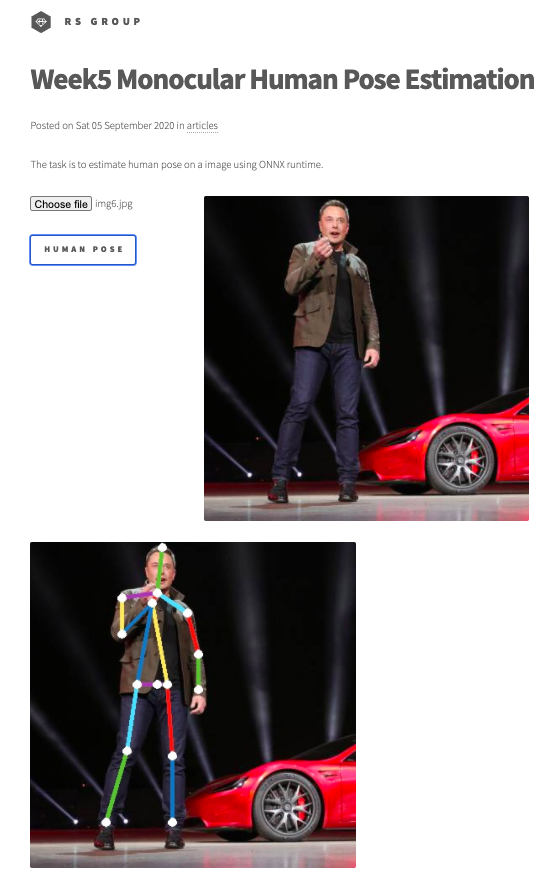 RS GROUP
Week5 Monocular Human Pose Estimation
Posted on Sat 05 September 2020 in articles
The task is to estimate human pose on a image using ONNX runtime.
Choose file img6.jpg
HUMAN POSE